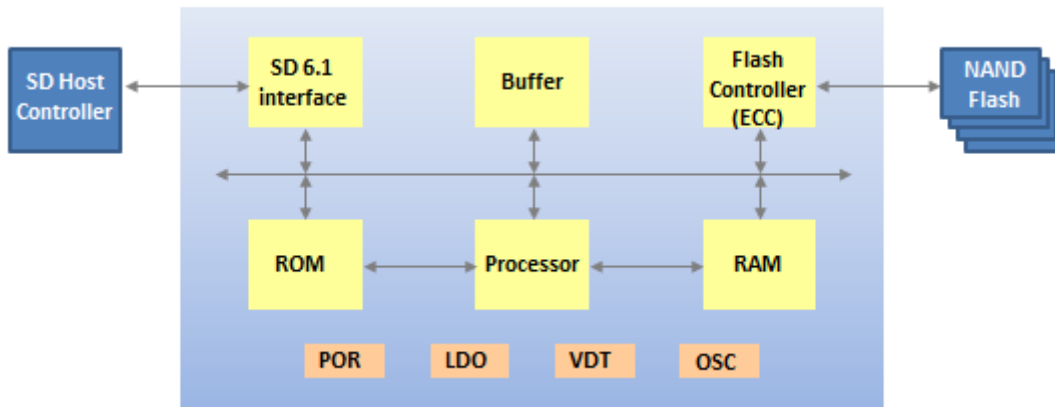 SD Host
Controller
SD 6.1
interface
Buffer
Flash
Controller
(ECC)
NAND
Flash
ROM
Processor
RAM
POR
LDO
VDT
OSC